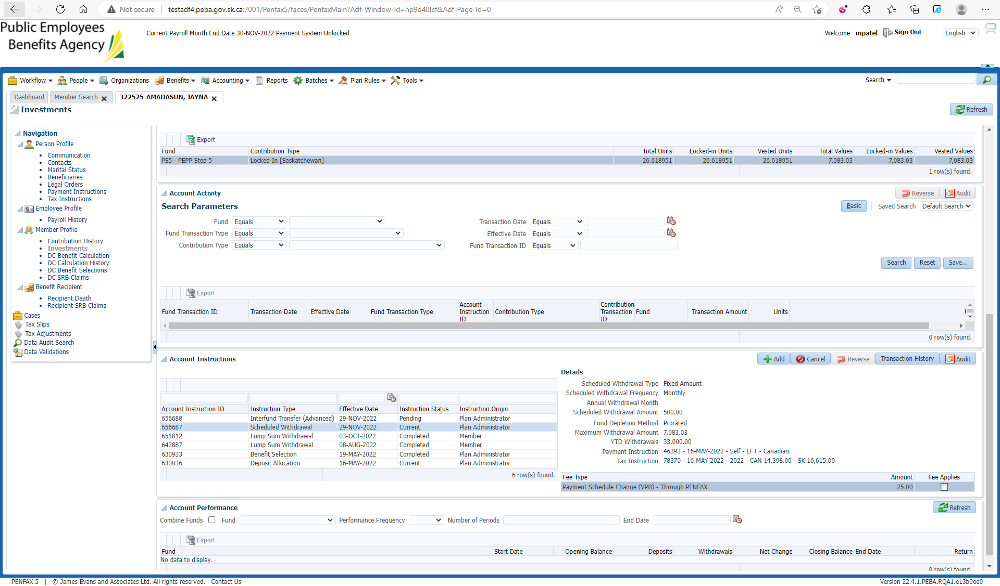 Not secure | testadf4.peba.gov.sk.ca:7001/Penfax5/faces/PenfaxMain?Adf-Window-Id=hp9q48lcf&Adf-Page-Id=0
Public Employees
Benefits Agency
Current Payroll Month End Date 30-NOV-2022 Payment System Unlocked
Welcome mpatel Sign Out English
Workflow People Organizations Benefits Accounting Reports Batches Plan Rules Tools Search
Dashboard Member Search 322525-AMADASUN, JAYNA
Investments Refresh
Navigation
Person Profile
Communication
Contacts
Marital Status
Beneficiaries
Legal Orders
Payment Instructions
Tax Instructions
Employee Profile
Payroll History
Member Profile
Contribution History
Investments
DC Benefit Calculation
DC Calculation History
DC Benefit Selections
DC SRB Claims
Benefit Recipient
Recipient Death
Recipient SRB Claims
Cases
Tax Slips
Tax Adjustments
Data Audit Search
Data Validations
Export
Fund Contribution Type Total Units Locked-in Units Vested Units Total Values Locked-in Values Vested Values
PS5 - PEPP Step 5 Locked-In [Saskatchewan] 26.618951 26.618951 26.618951 7,083.03 7,083.03 7,083.03
1 row(s) found.
Account Activity Reverse Audit
Search Parameters Basic Saved Search Default Search
Fund Equals Transaction Date Equals
Fund Transaction Type Equals Effective Date Equals
Contribution Type Equals Fund Transaction ID Equals
Search Reset Save...
Export
Fund Transaction ID Transaction Date Effective Date Fund Transaction Type Account Instruction ID Contribution Type Contribution Transaction ID Fund Transaction Amount Units
0 row(s) found.
Account Instructions Add Cancel Reverse Transaction History Audit
Account Instruction ID Instruction Type Effective Date Instruction Status Instruction Origin
656688 Interfund Transfer (Advanced) 29-NOV-2022 Pending Plan Administrator
656687 Scheduled Withdrawal 29-NOV-2022 Current Plan Administrator
651812 Lump Sum Withdrawal 03-OCT-2022 Completed Member
642887 Lump Sum Withdrawal 08-AUG-2022 Completed Member
630933 Benefit Selection 19-MAY-2022 Completed Plan Administrator
630036 Deposit Allocation 16-MAY-2022 Current Plan Administrator
6 row(s) found.
Details
Scheduled Withdrawal Type Fixed Amount
Scheduled Withdrawal Frequency Monthly
Annual Withdrawal Month
Scheduled Withdrawal Amount 500.00
Fund Depletion Method Prorated
Maximum Withdrawal Amount 7,083.03
YTD Withdrawals 33,000.00
Payment Instruction 46393 - 16-MAY-2022 - Self - EFT - Canadian
Tax Instruction 78370 - 16-MAY-2022 - 2022 - CAN 14,398.00 - SK 16,615.00
Fee Type Amount Fee Applies
Payment Schedule Change (VPB) - Through PENFAX 25.00
Account Performance Refresh
Combine Funds Fund Performance Frequency Number of Periods End Date
Export
Fund Start Date Opening Balance Deposits Withdrawals Net Change Closing Balance End Date Return
No data to display.
0 row(s) found.
PENFAX 5 | © James Evans and Associates Ltd. All rights reserved. Contact Us Version 22.4.1.PEBA.RQA1.e13b0ee0